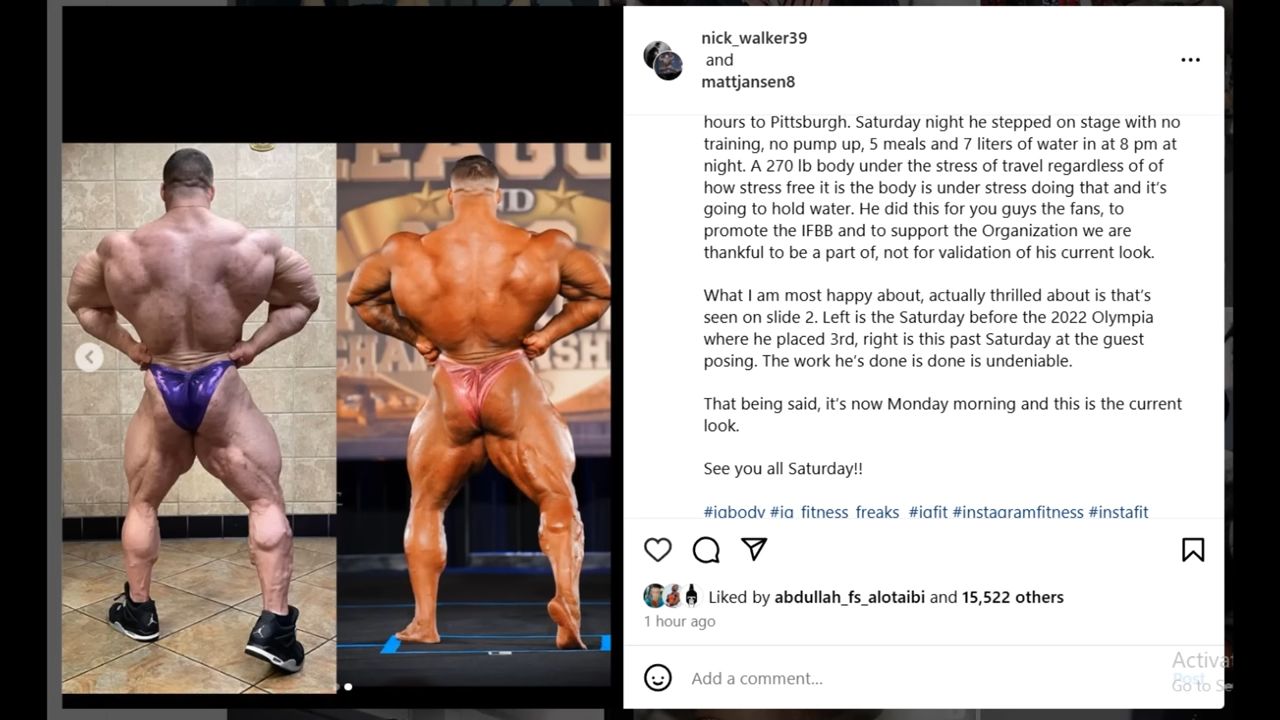 nick_walker39
and
mattjansen8
hours to Pittsburgh. Saturday night he stepped on stage with no
training, no pump up, 5 meals and 7 liters of water in at 8 pm at
night. A 270 lb body under the stress of travel regardless of of
how stress free it is the body is under stress doing that and it's
going to hold water. He did this for you guys the fans, to
promote the IFBB and to support the Organization we are
thankful to be a part of, not for validation of his current look.
What I am most happy about, actually thrilled about is that's
seen on slide 2. Left is the Saturday before the 2022 Olympia
where he placed 3rd, right is this past Saturday at the guest
posing. The work he's done is done is undeniable.
That being said, it's now Monday morning and this is the current
look.
See you all Saturday!!
#igbody #ig_fitness_freaks #igfit #instagramfitness #instafit
Liked by abdullah_fs_alotaibi and 15,522 others
1 hour ago
Add a comment...
Post
Activa
Go to Se
LEAGU
ND
CHAMPIONSH